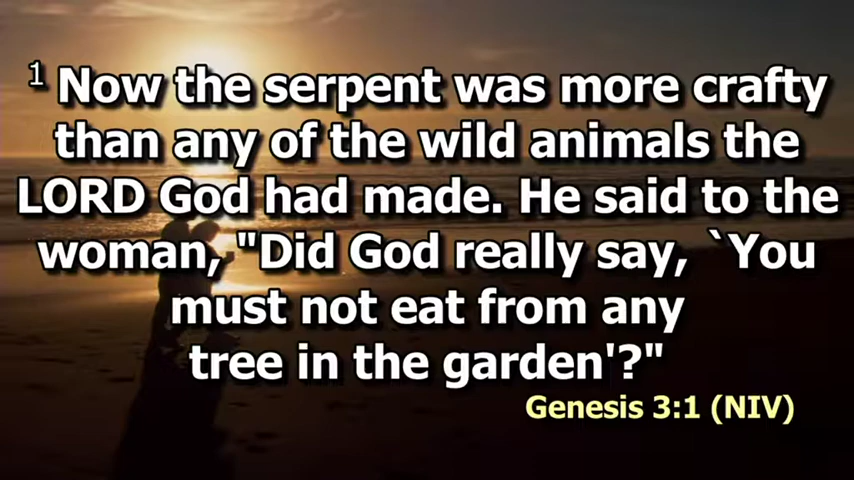 1 Now the serpent was more crafty
than any of the wild animals the
LORD God had made. He said to the
woman, "Did God really say, `You
must not eat from any
tree in the garden'?"
Genesis 3:1 (NIV)